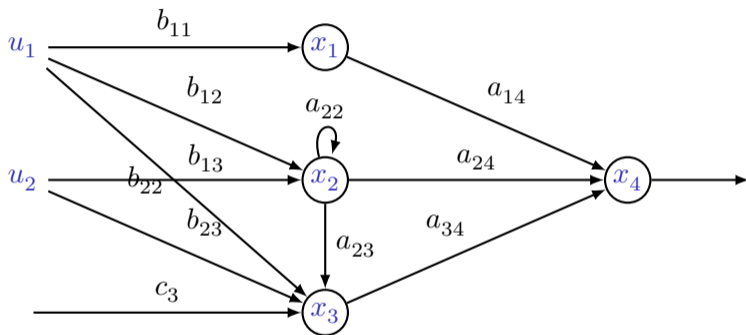 b₁₁
u₁ x₁
b₁₂ a₁₄
a₂₂
b₁₃ a₂₄
u₂ b₂₂ x₂ x₄
b₂₃ a₂₃ a₃₄
c₃
x₃